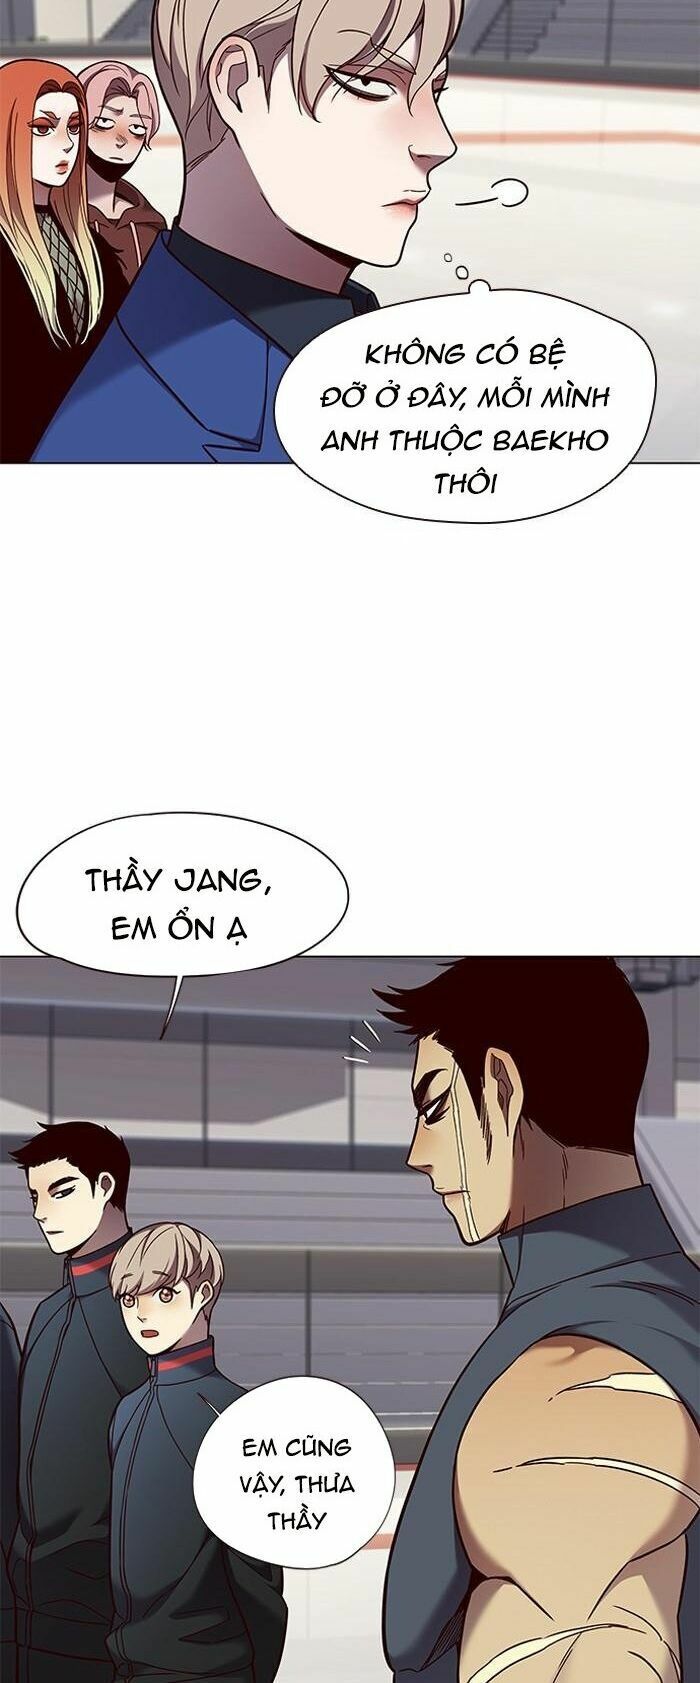 KHÔNG CÓ BỆ
ĐỠ Ở ĐÂY, MỖI MÌNH
ANH THUỘC BAEKHO
THÔI
THẦY JANG,
EM ỔN Ạ
EM CŨNG
VẬY, THƯA
THẦY